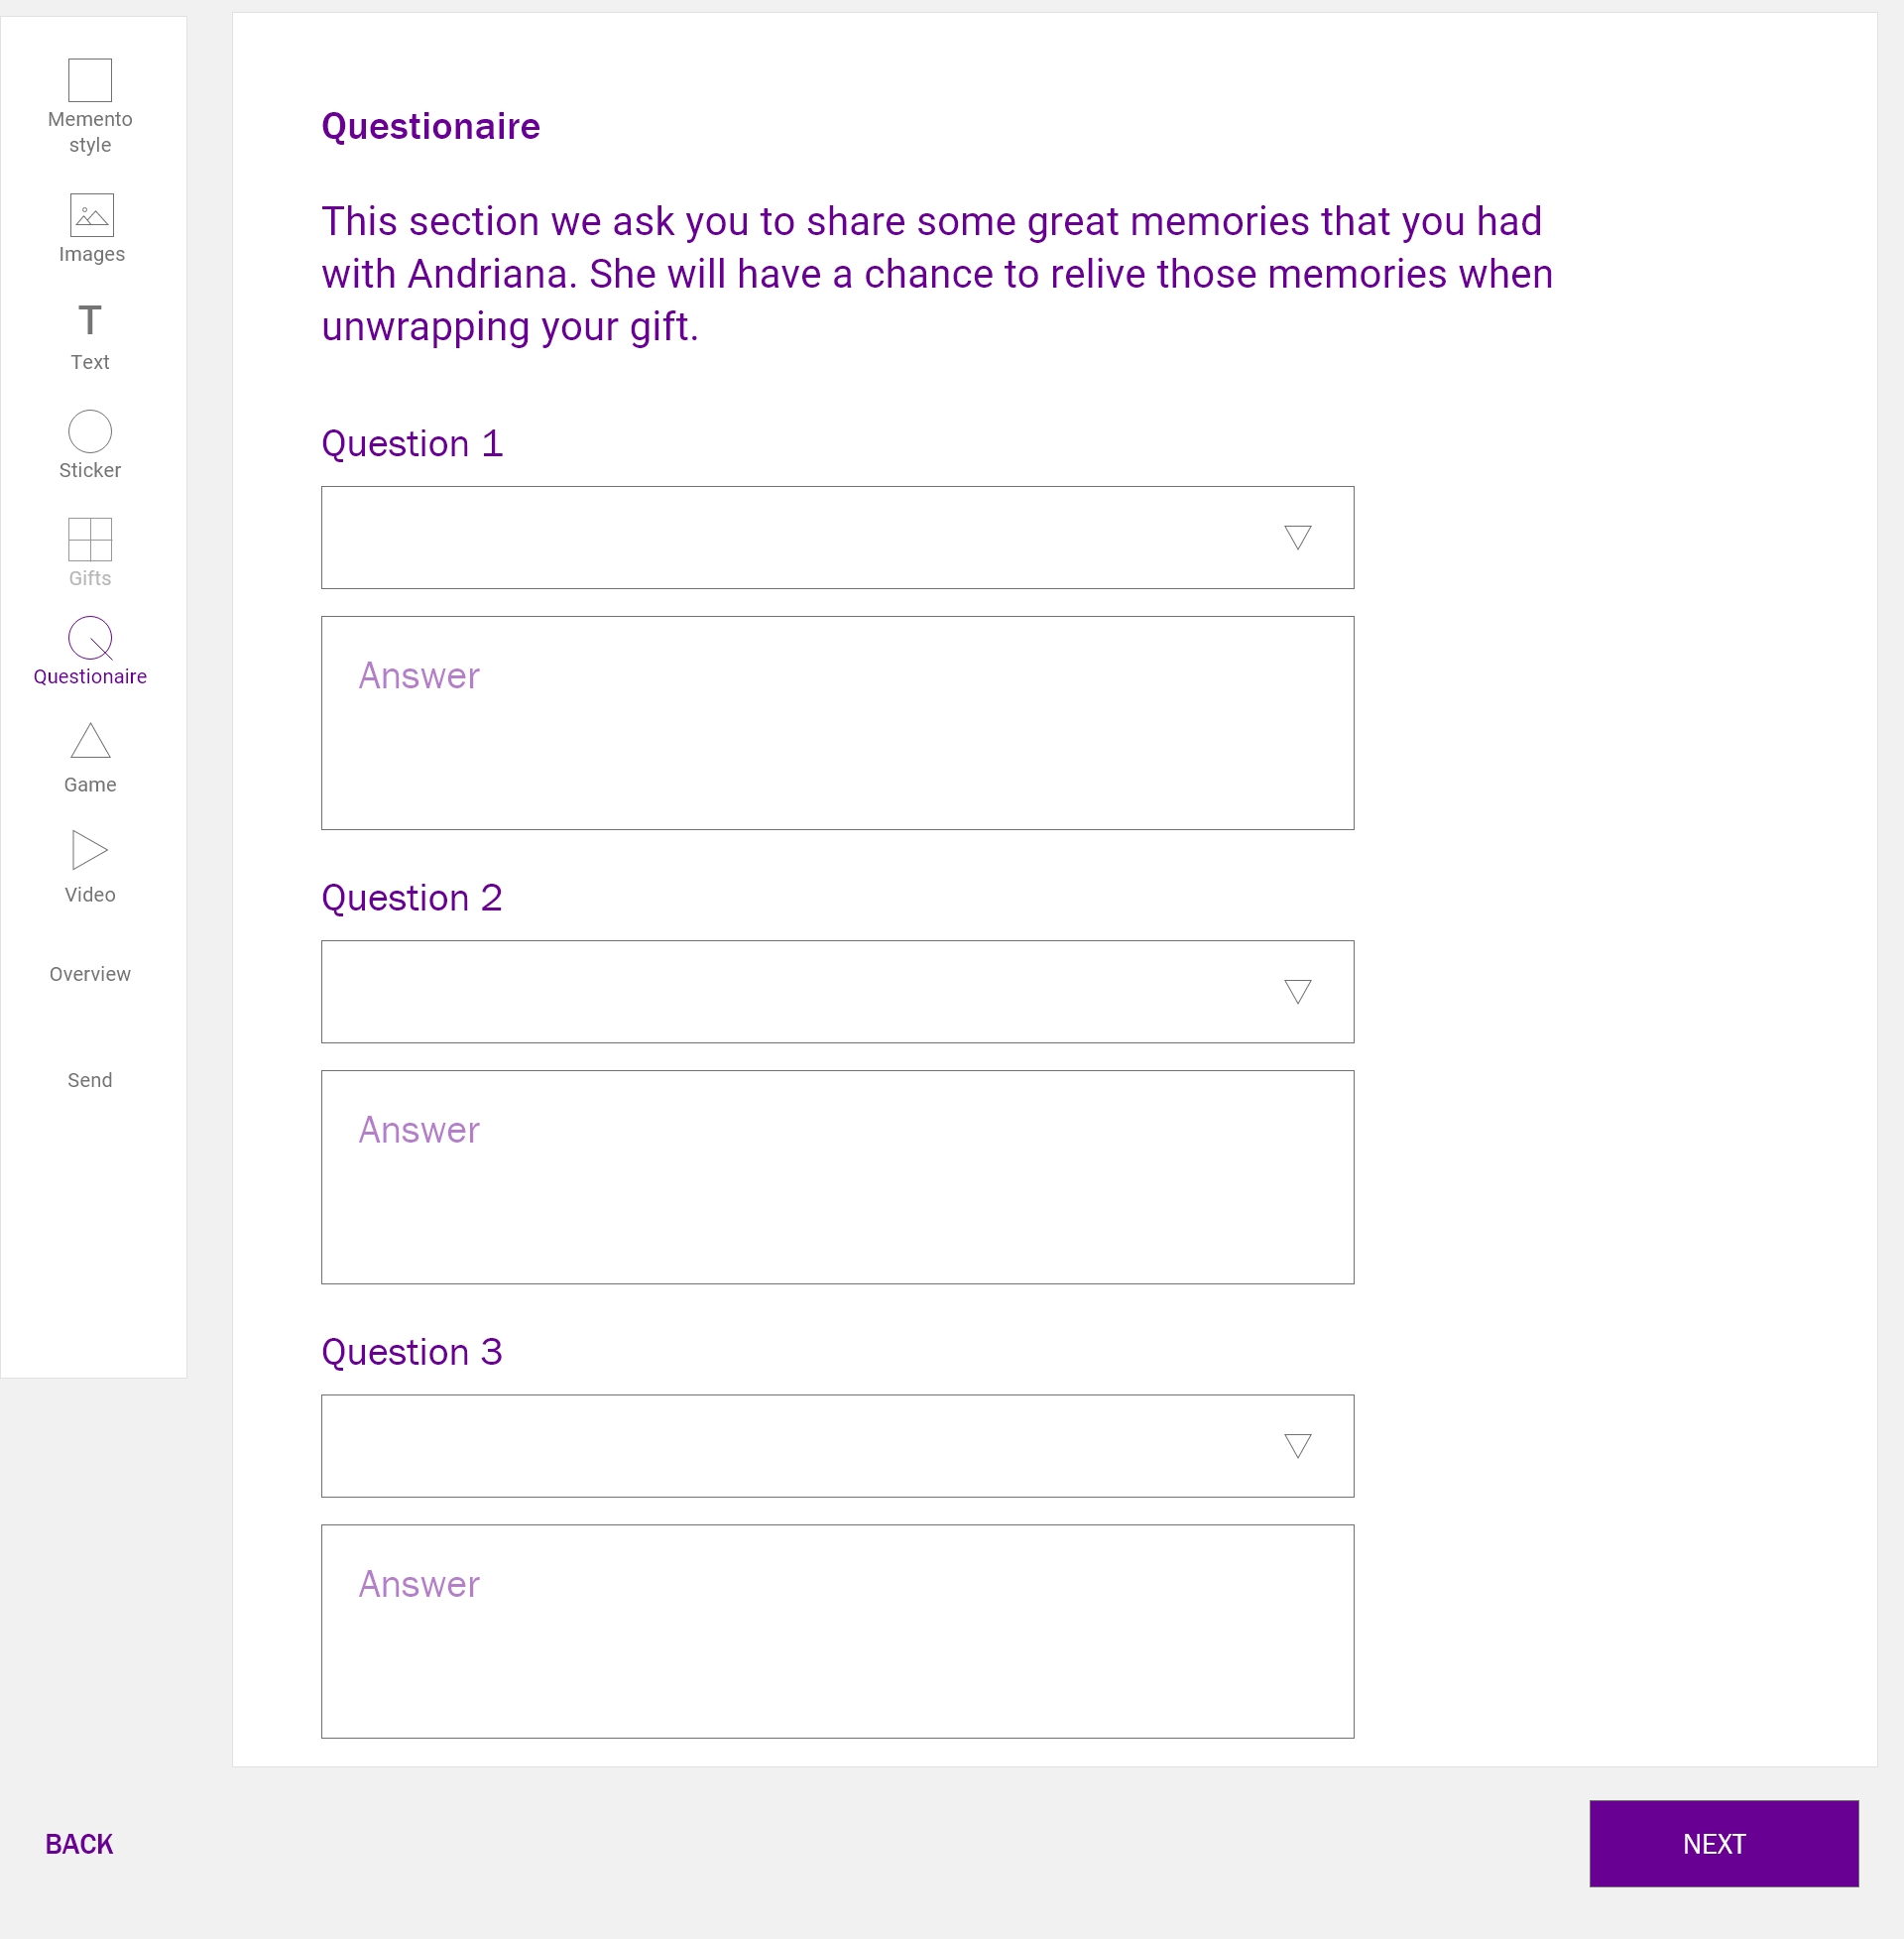 Memento
style
Images
T
Text
Sticker
Gifts
Questionaire
Game
Video
Overview
Send
Questionaire
This section we ask you to share some great memories that you had
with Andriana. She will have a chance to relive those memories when
unwrapping your gift.
Question 1
Answer
Question 2
Answer
Question 3
Answer
BACK
NEXT